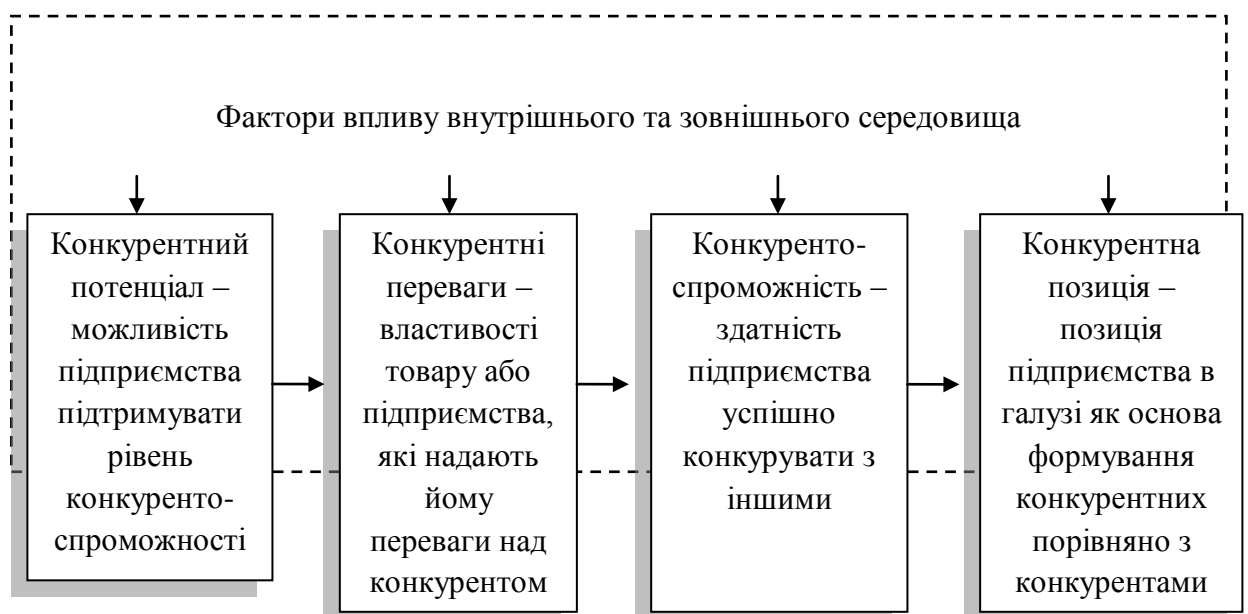 Фактори впливу внутрішнього та зовнішнього середовища
Конкурентний
потенціал –
можливість
підприємства
підтримувати
рівень
конкуренто-
спроможності
Конкурентні
переваги –
властивості
товару або
підприємства,
які надають
йому
переваги над
конкурентом
Конкуренто-
спроможність –
здатність
підприємства
успішно
конкурувати з
іншими
Конкурентна
позиція –
позиція
підприємства в
галузі як основа
формування
конкурентних
порівняно з
конкурентами